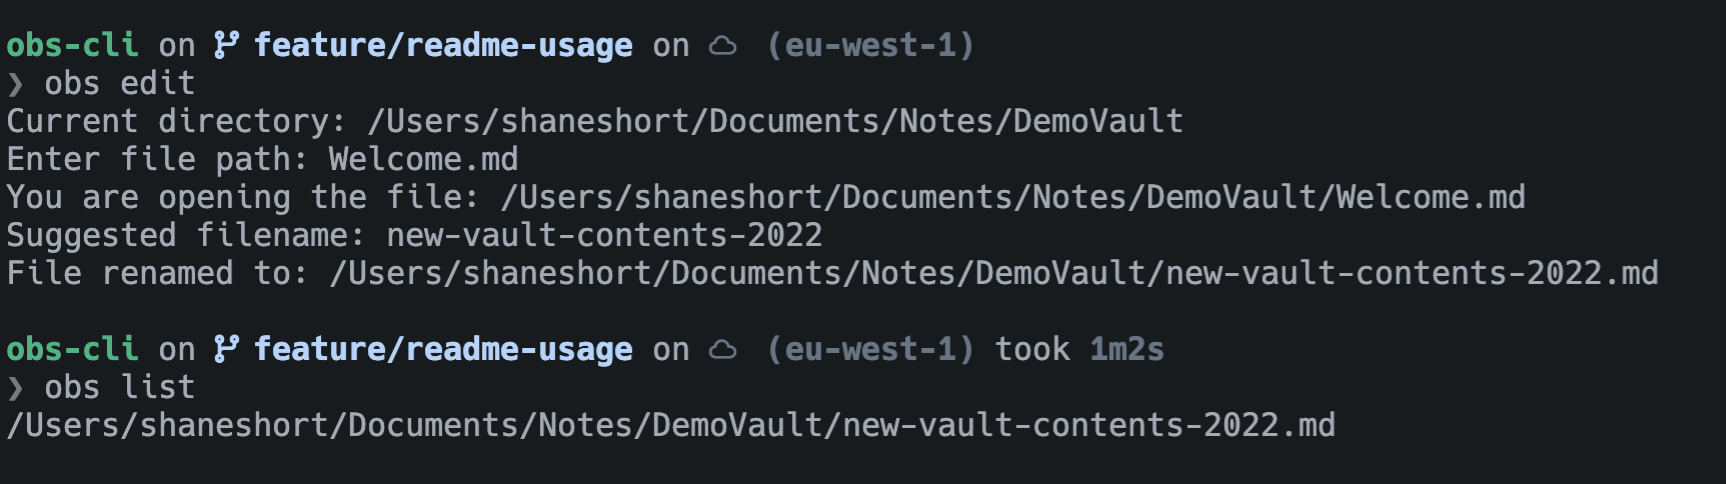 obs-cli on feature/readme-usage on (eu-west-1)
❯ obs edit
Current directory: /Users/shaneshort/Documents/Notes/DemoVault
Enter file path: Welcome.md
You are opening the file: /Users/shaneshort/Documents/Notes/DemoVault/Welcome.md
Suggested filename: new-vault-contents-2022
File renamed to: /Users/shaneshort/Documents/Notes/DemoVault/new-vault-contents-2022.md
obs-cli on feature/readme-usage on (eu-west-1) took 1m2s
❯ obs list
/Users/shaneshort/Documents/Notes/DemoVault/new-vault-contents-2022.md